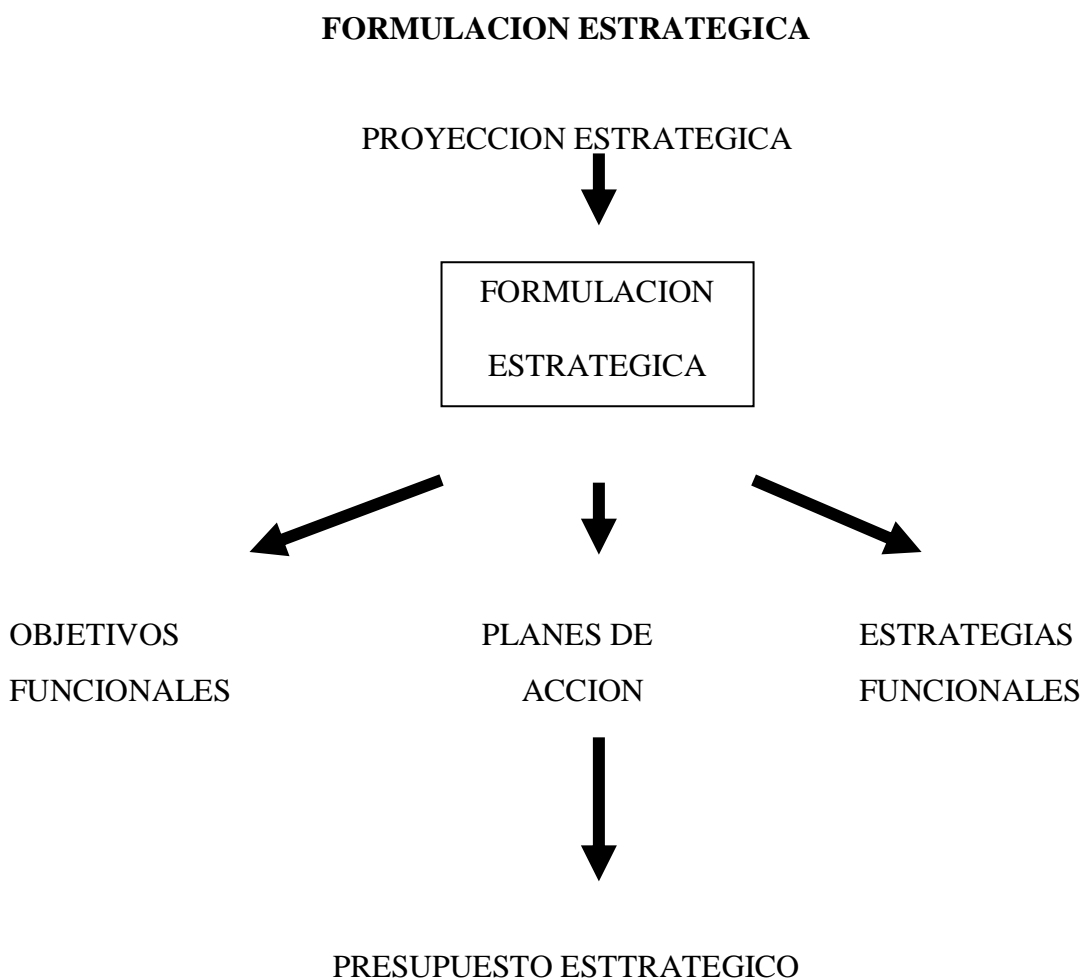 FORMULACION ESTRATEGICA
PROYECCION ESTRATEGICA
FORMULACION
ESTRATEGICA
OBJETIVOS
FUNCIONALES
PLANES DE
ACCION
ESTRATEGIAS
FUNCIONALES
PRESUPUESTO ESTTRATEGICO